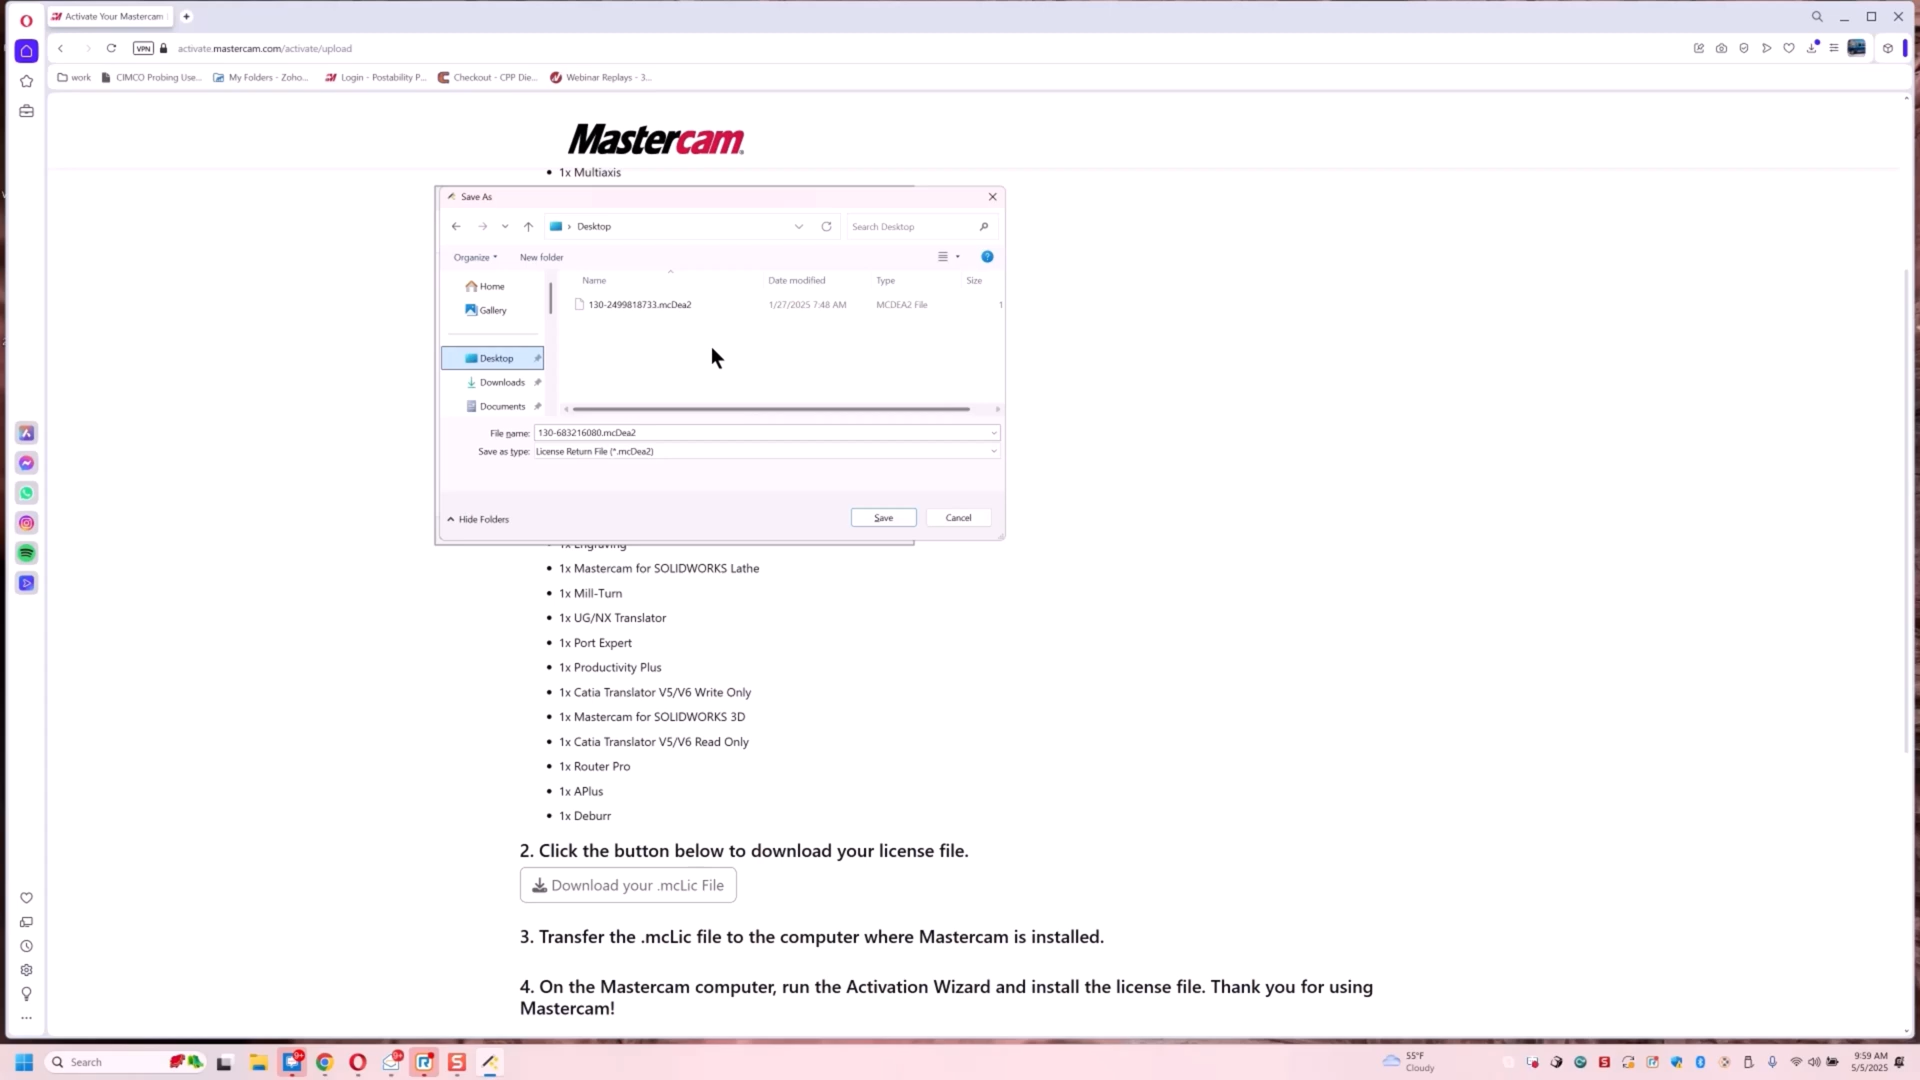 Activate Your Mastercam
activate.mastercam.com/activate/upload
VPN
work
CIMCO Probing Use...
My Folders - Zoho...
Login - Postability P...
Checkout - CPP Die...
Webinar Replays - 3...
Mastercam
1x Multiaxis
Save As
Desktop
Search Desktop
Organize
New folder
Name
Date modified
Type
Size
130-2499818733.mcDea2
1/27/2025 7:48 AM
MCDEA2 File
1
Home
Gallery
Desktop
Downloads
Documents
File name:
130-683216080.mcDea2
Save as type:
License Return File (*.mcDea2)
Hide Folders
Save
Cancel
1x Engraving
1x Mastercam for SOLIDWORKS Lathe
1x Mill-Turn
1x UG/NX Translator
1x Port Expert
1x Productivity Plus
1x Catia Translator V5/V6 Write Only
1x Mastercam for SOLIDWORKS 3D
1x Catia Translator V5/V6 Read Only
1x Router Pro
1x APlus
1x Deburr
2. Click the button below to download your license file.
Download your .mcLic File
3. Transfer the .mcLic file to the computer where Mastercam is installed.
4. On the Mastercam computer, run the Activation Wizard and install the license file. Thank you for using
Mastercam!
Search
9+
9+
55°F
Cloudy
9:59 AM
5/5/2025